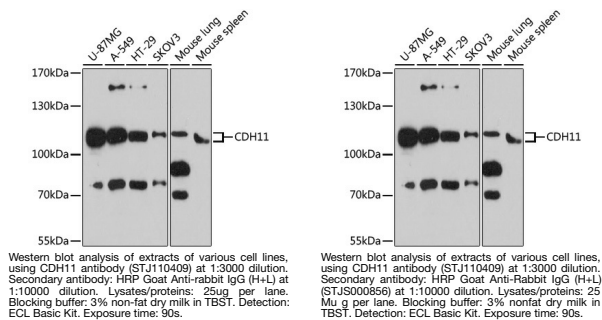 U-87MG
A-549
HT-29
SKOV3
Mouse lung
Mouse spleen
170kDa
130kDa
100kDa
70kDa
55kDa
CDH11
Western blot analysis of extracts of various cell lines,
using CDH11 antibody (STJ110409) at 1:3000 dilution.
Secondary antibody: HRP Goat Anti-rabbit IgG (H+L) at
1:10000 dilution. Lysates/proteins: 25ug per lane.
Blocking buffer: 3% non-fat dry milk in TBST. Detection:
ECL Basic Kit. Exposure time: 90s.
U-87MG
A-549
HT-29
SKOV3
Mouse lung
Mouse spleen
170kDa
130kDa
100kDa
70kDa
55kDa
CDH11
Western blot analysis of extracts of various cell lines,
using CDH11 antibody (STJ110409) at 1:3000 dilution.
Secondary antibody: HRP Goat Anti-Rabbit IgG (H+L)
(STJS000856) at 1:10000 dilution. Lysates/proteins: 25
Mu g per lane. Blocking buffer: 3% nonfat dry milk in
TBST. Detection: ECL Basic Kit. Exposure time: 90s.